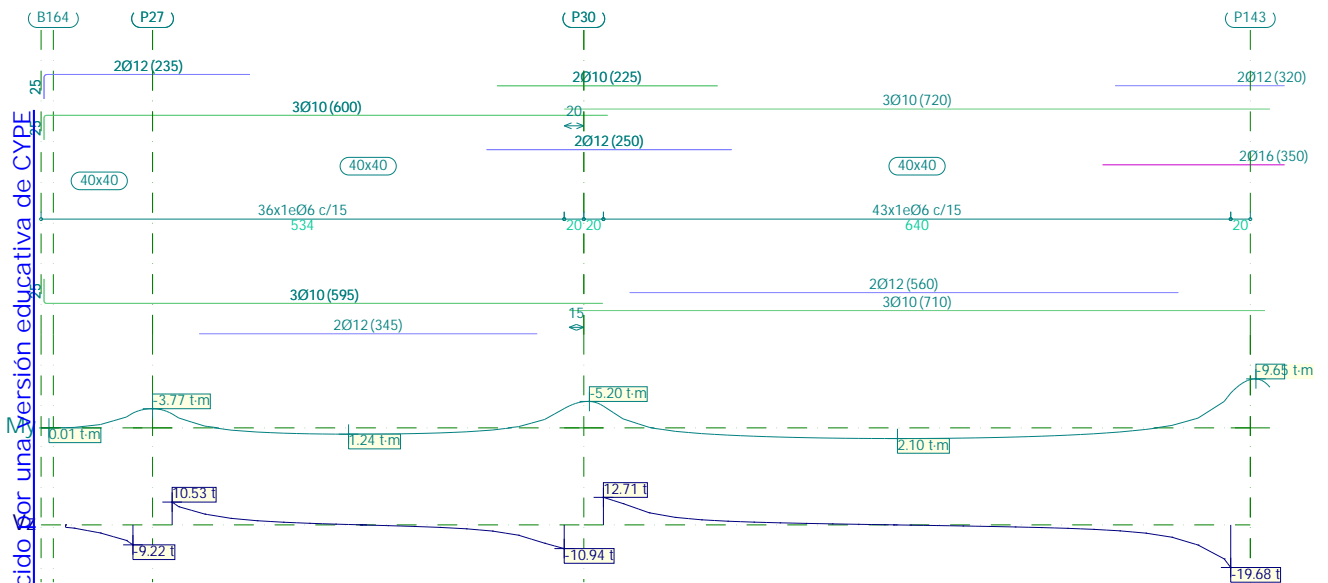 B164
P27
P30
P143
2Ø12 (235)
25
2Ø10 (225)
2Ø12 (320)
3Ø10 (600)
25
20
3Ø10 (720)
2Ø12 (250)
40x40
40x40
40x40
2Ø16 (350)
36x1eØ6 c/15
534
20
20
43x1eØ6 c/15
640
20
25
3Ø10 (595)
2Ø12 (560)
3Ø10 (710)
15
2Ø12 (345)
My
0.01 t·m
-3.77 t·m
1.24 t·m
-5.20 t·m
2.10 t·m
-9.65 t·m
Vz
-9.22 t
10.53 t
-10.94 t
12.71 t
-19.68 t
cido por una versión educativa de CYPE